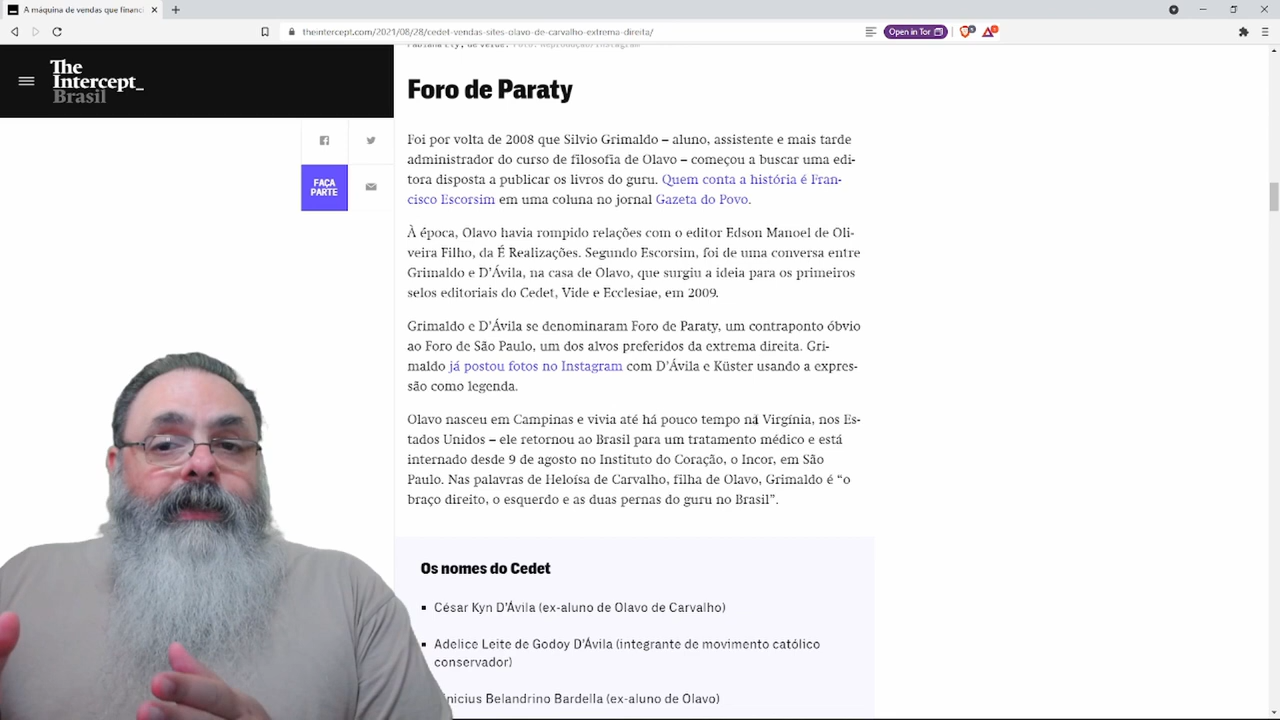 A máquina de vendas que financi
theintercept.com/2021/08/28/cedet-vendas-sites-olavo-de-carvalho-extrema-direita/
Open in Tor
The
Intercept_
Brasil
FAÇA
PARTE
Foro de Paraty
Foi por volta de 2008 que Silvio Grimaldo – aluno, assistente e mais tarde
administrador do curso de filosofia de Olavo – começou a buscar uma edi-
tora disposta a publicar os livros do guru. Quem conta a história é Fran-
cisco Escorsim em uma coluna no jornal Gazeta do Povo.
À época, Olavo havia rompido relações com o editor Edson Manoel de Oli-
veira Filho, da É Realizações. Segundo Escorsim, foi de uma conversa entre
Grimaldo e D’Ávila, na casa de Olavo, que surgiu a ideia para os primeiros
selos editoriais do Cedet, Vide e Ecclesiae, em 2009.
Grimaldo e D’Ávila se denominaram Foro de Paraty, um contraponto óbvio
ao Foro de São Paulo, um dos alvos preferidos da extrema direita. Gri-
maldo já postou fotos no Instagram com D’Ávila e Küster usando a expres-
são como legenda.
Olavo nasceu em Campinas e vivia até há pouco tempo na Virgínia, nos Es-
tados Unidos – ele retornou ao Brasil para um tratamento médico e está
internado desde 9 de agosto no Instituto do Coração, o Incor, em São
Paulo. Nas palavras de Heloísa de Carvalho, filha de Olavo, Grimaldo é “o
braço direito, o esquerdo e as duas pernas do guru no Brasil”.
Os nomes do Cedet
César Kyn D’Ávila (ex-aluno de Olavo de Carvalho)
Adelice Leite de Godoy D’Ávila (integrante de movimento católico
conservador)
inicius Belandrino Bardella (ex-aluno de Olavo)